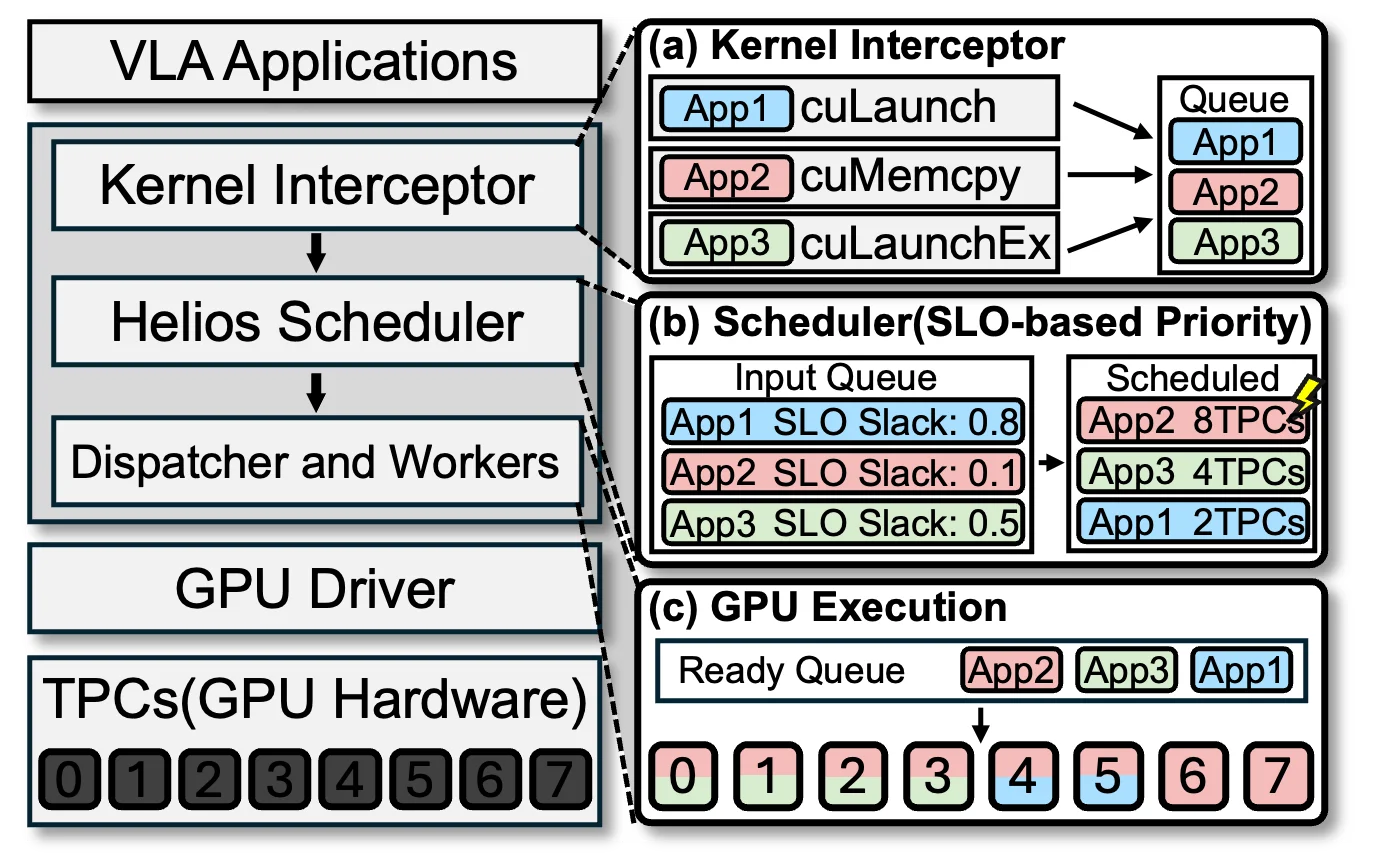 VLA Applications
Kernel Interceptor
Helios Scheduler
Dispatcher and Workers
GPU Driver
TPCs(GPU Hardware)
0 1 2 3 4 5 6 7
(a) Kernel Interceptor
App1 cuLaunch
App2 cuMemcpy
App3 cuLaunchEx
Queue
App1
App2
App3
(b) Scheduler(SLO-based Priority)
Input Queue
App1 SLO Slack: 0.8
App2 SLO Slack: 0.1
App3 SLO Slack: 0.5
Scheduled
App2 8TPCs
App3 4TPCs
App1 2TPCs
(c) GPU Execution
Ready Queue App2 App3 App1
0 1 2 3 4 5 6 7